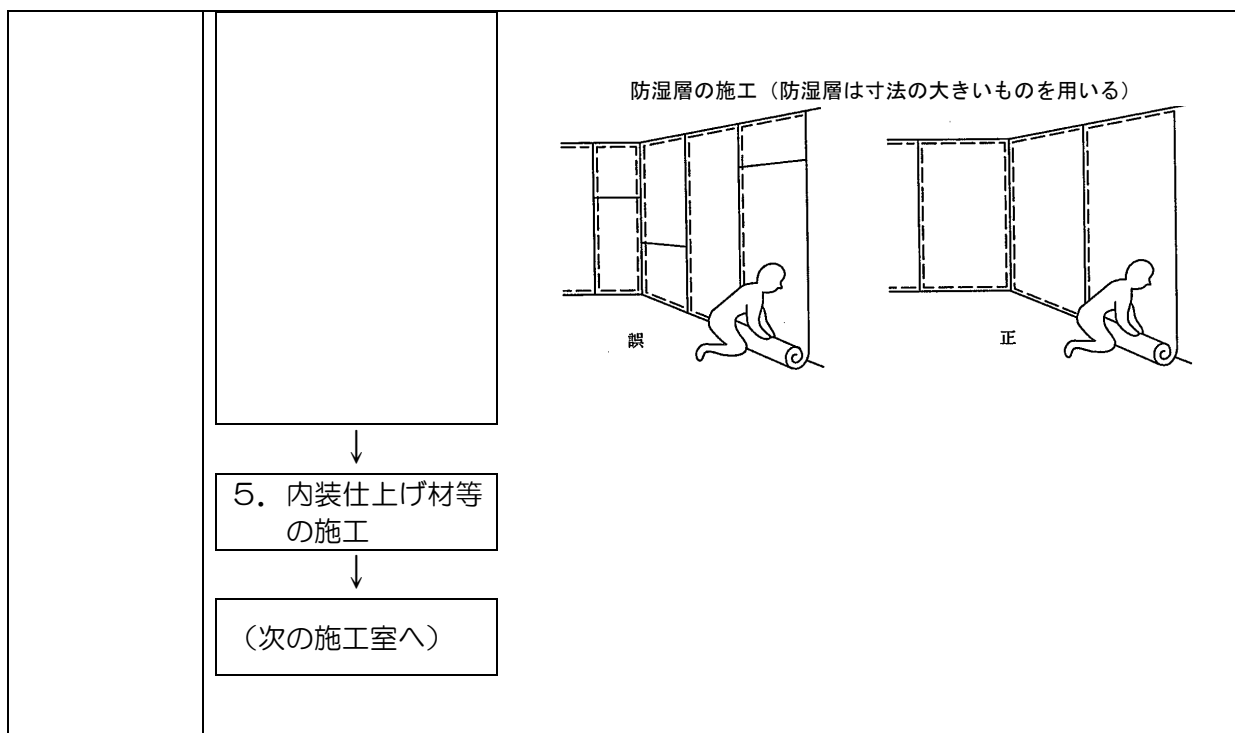 防湿層の施工（防湿層は寸法の大きいものを用いる）
誤
正
↓
５．内装仕上げ材等
の施工
↓
（次の施工室へ）